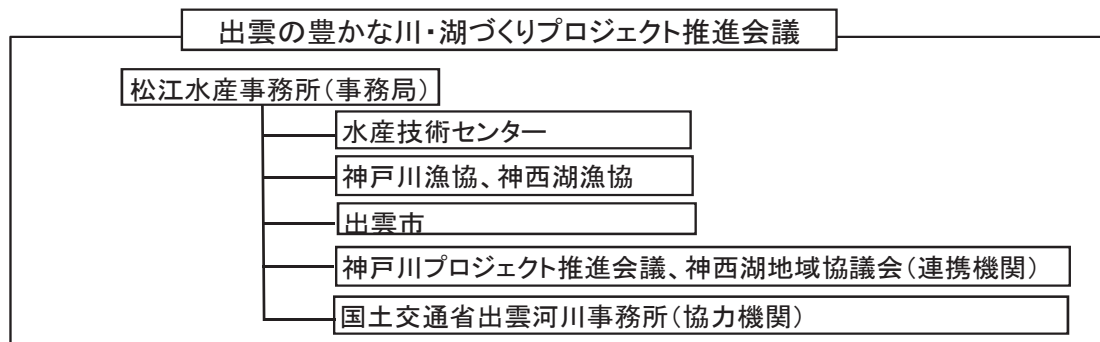 出雲の豊かな川・湖づくりプロジェクト推進会議
松江水産事務所（事務局）
水産技術センター
神戸川漁協、神西湖漁協
出雲市
神戸川プロジェクト推進会議、神西湖地域協議会（連携機関）
国土交通省出雲河川事務所（協力機関）